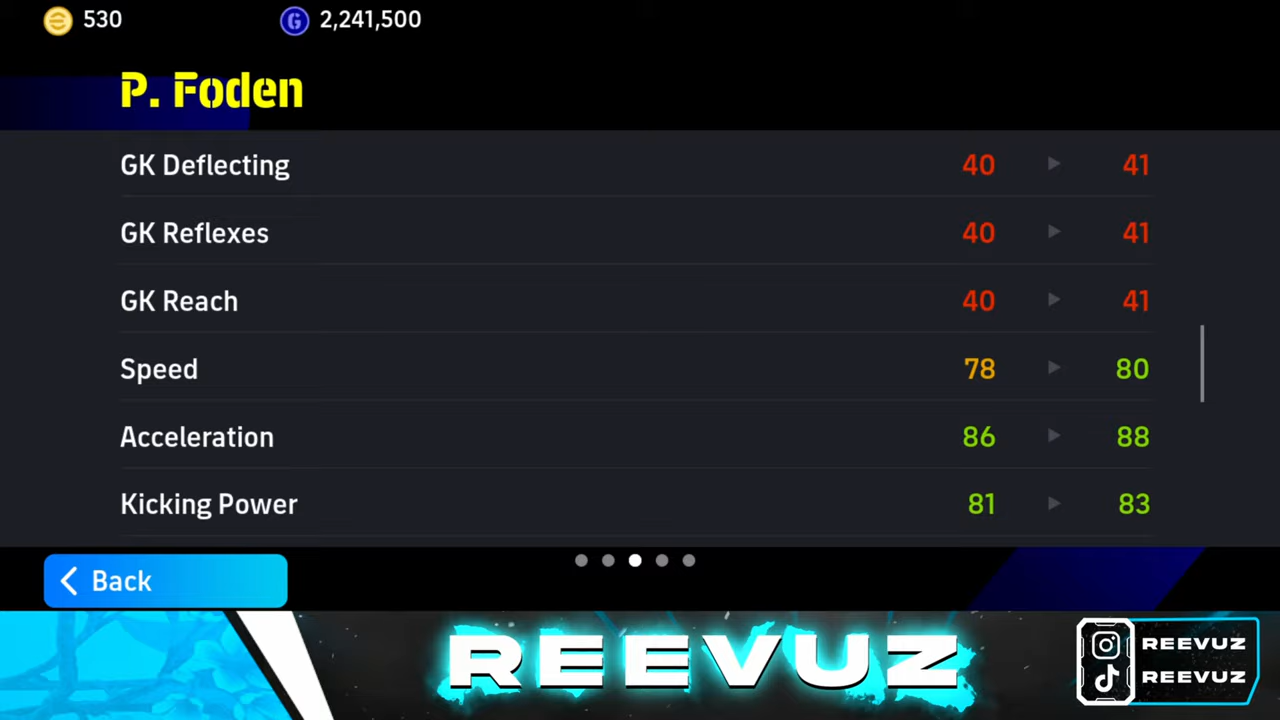 530 2,241,500
P. Foden
GK Deflecting 40 41
GK Reflexes 40 41
GK Reach 40 41
Speed 78 80
Acceleration 86 88
Kicking Power 81 83
Back
REEVUZ
REEVUZ
REEVUZ